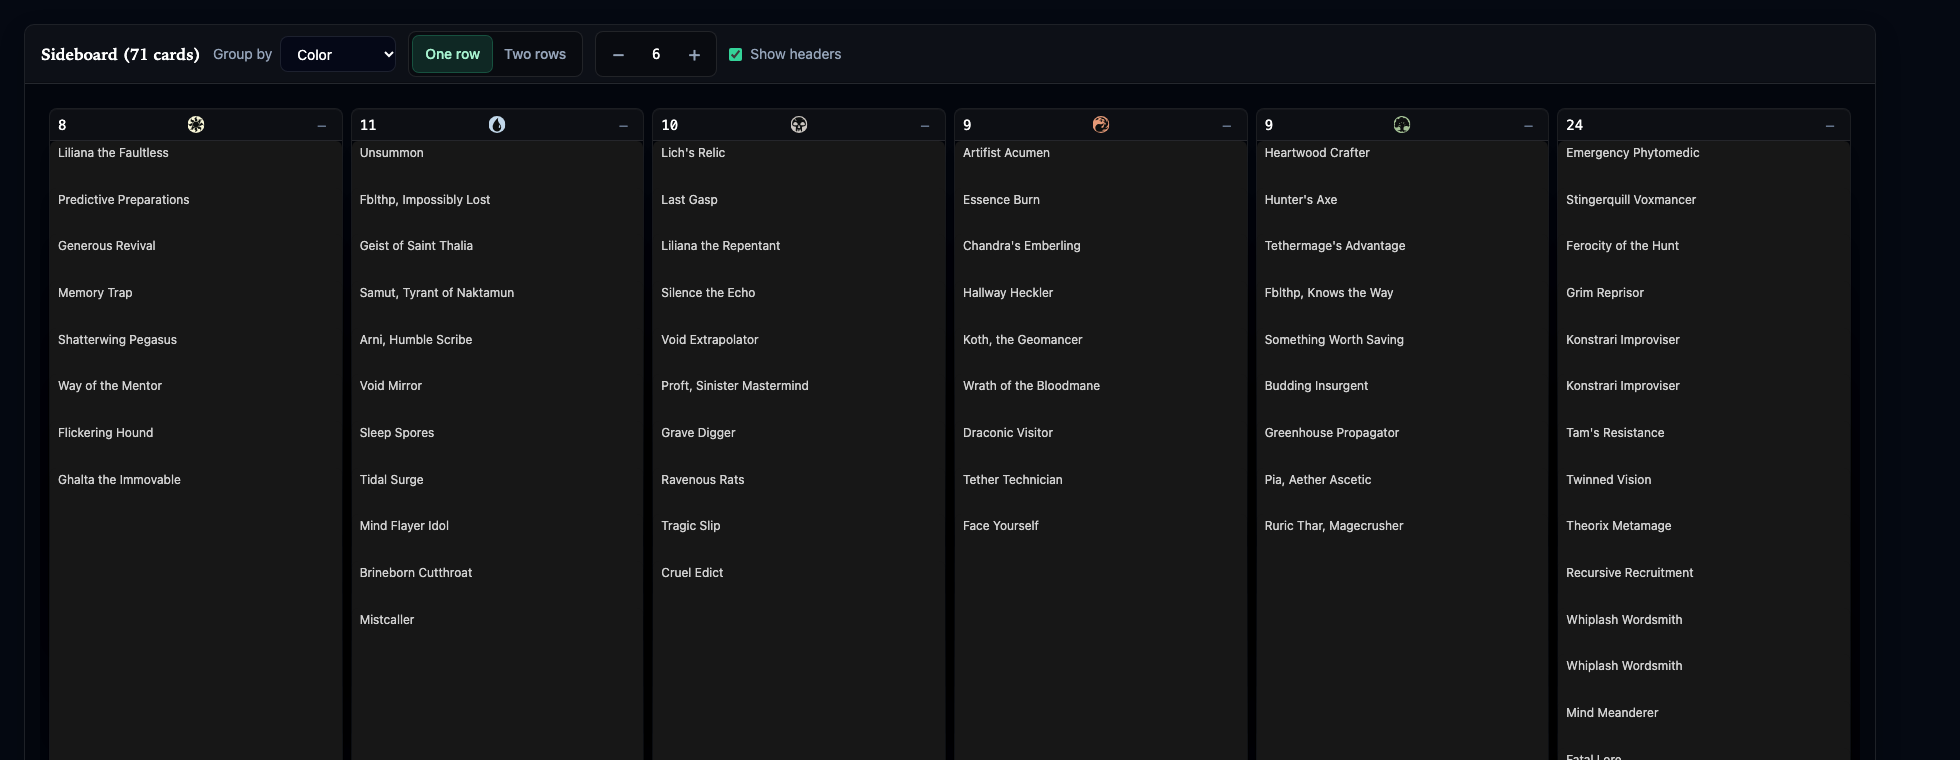 Sideboard (71 cards) Group by Color One row Two rows − 6 + Show headers
8 −
Liliana the Faultless
Predictive Preparations
Generous Revival
Memory Trap
Shatterwing Pegasus
Way of the Mentor
Flickering Hound
Ghalta the Immovable
11 −
Unsummon
Fblthp, Impossibly Lost
Geist of Saint Thalia
Samut, Tyrant of Naktamun
Arni, Humble Scribe
Void Mirror
Sleep Spores
Tidal Surge
Mind Flayer Idol
Brineborn Cutthroat
Mistcaller
10 −
Lich's Relic
Last Gasp
Liliana the Repentant
Silence the Echo
Void Extrapolator
Proft, Sinister Mastermind
Grave Digger
Ravenous Rats
Tragic Slip
Cruel Edict
9 −
Artifist Acumen
Essence Burn
Chandra's Emberling
Hallway Heckler
Koth, the Geomancer
Wrath of the Bloodmane
Draconic Visitor
Tether Technician
Face Yourself
9 −
Heartwood Crafter
Hunter's Axe
Tethermage's Advantage
Fblthp, Knows the Way
Something Worth Saving
Budding Insurgent
Greenhouse Propagator
Pia, Aether Ascetic
Ruric Thar, Magecrusher
24 −
Emergency Phytomedic
Stingerquill Voxmancer
Ferocity of the Hunt
Grim Reprisor
Konstrari Improviser
Konstrari Improviser
Tam's Resistance
Twinned Vision
Theorix Metamage
Recursive Recruitment
Whiplash Wordsmith
Whiplash Wordsmith
Mind Meanderer
Fatal Lore